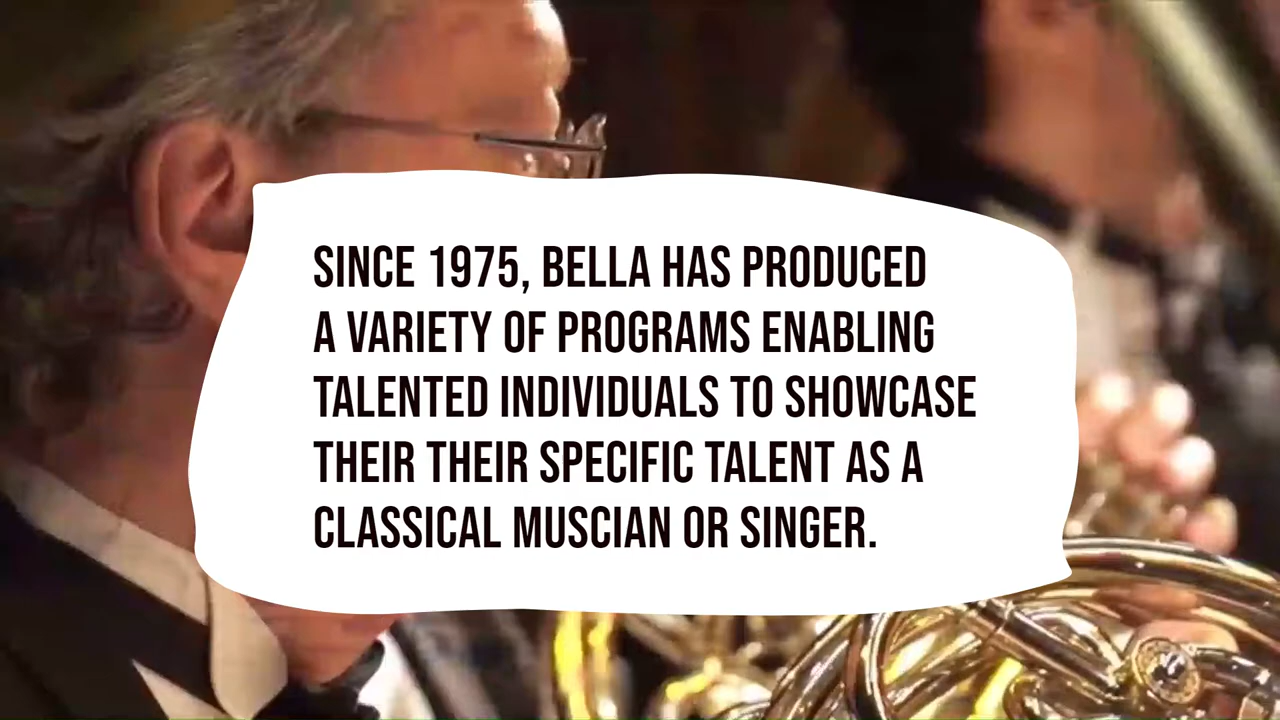 SINCE 1975, BELLA HAS PRODUCED
A VARIETY OF PROGRAMS ENABLING
TALENTED INDIVIDUALS TO SHOWCASE
THEIR THEIR SPECIFIC TALENT AS A
CLASSICAL MUSCIAN OR SINGER.